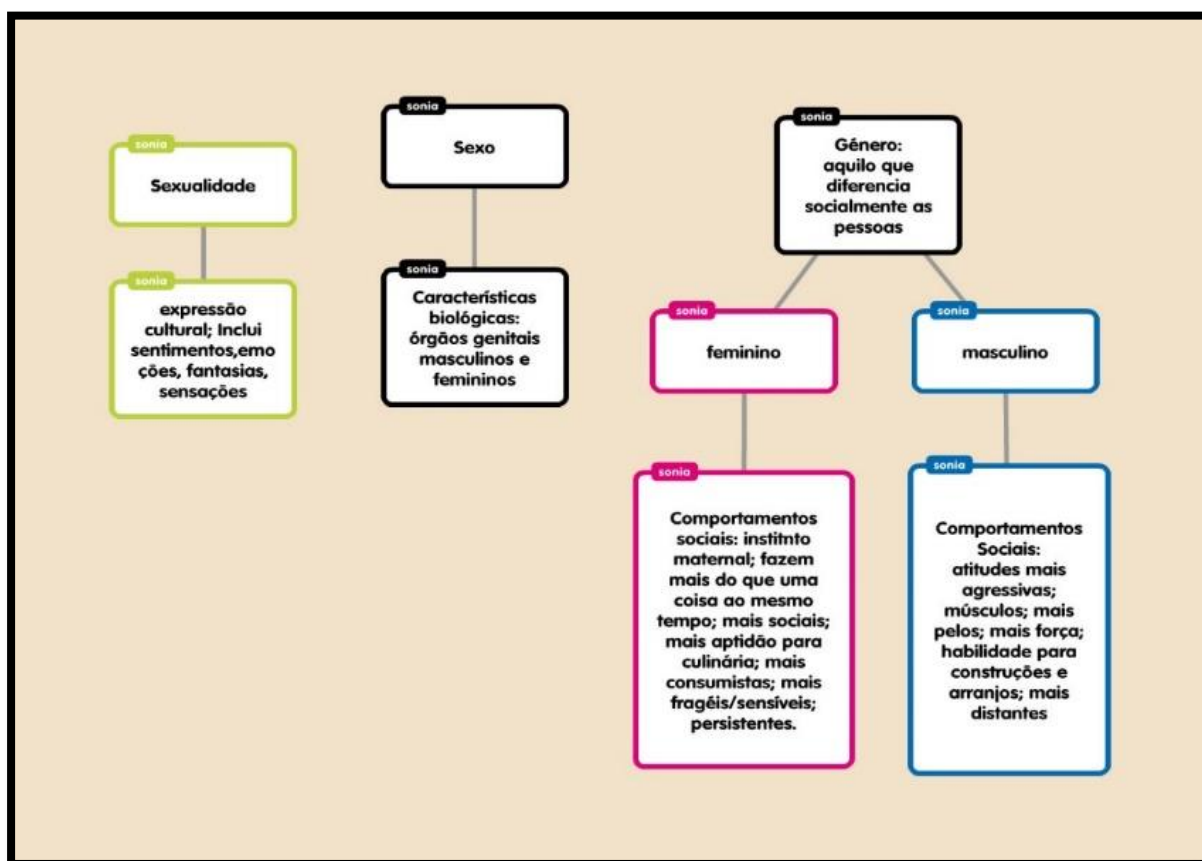 sonia
Sexualidade
sonia
expressão
cultural; Inclui
sentimentos,emo
ções, fantasias,
sensações
sonia
Sexo
sonia
Características
biológicas:
órgãos genitais
masculinos e
femininos
sonia
Género:
aquilo que
diferencia
socialmente as
pessoas
sonia
feminino
sonia
Comportamentos
sociais: institnto
maternal; fazem
mais do que uma
coisa ao mesmo
tempo; mais sociais;
mais aptidão para
culinária; mais
consumistas; mais
fragéis/sensíveis;
persistentes.
sonia
masculino
sonia
Comportamentos
Sociais:
atitudes mais
agressivas;
músculos; mais
pelos; mais força;
habilidade para
construções e
arranjos; mais
distantes